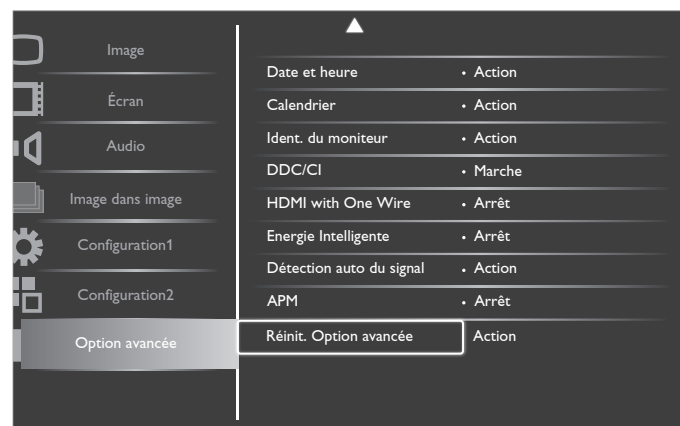 Image
Écran
Audio
Image dans image
Configuration1
Configuration2
Option avancée
Date et heure • Action
Calendrier • Action
Ident. du moniteur • Action
DDC/CI • Marche
HDMI with One Wire • Arrêt
Energie Intelligente • Arrêt
Détection auto du signal • Action
APM • Arrêt
Réinit. Option avancée Action